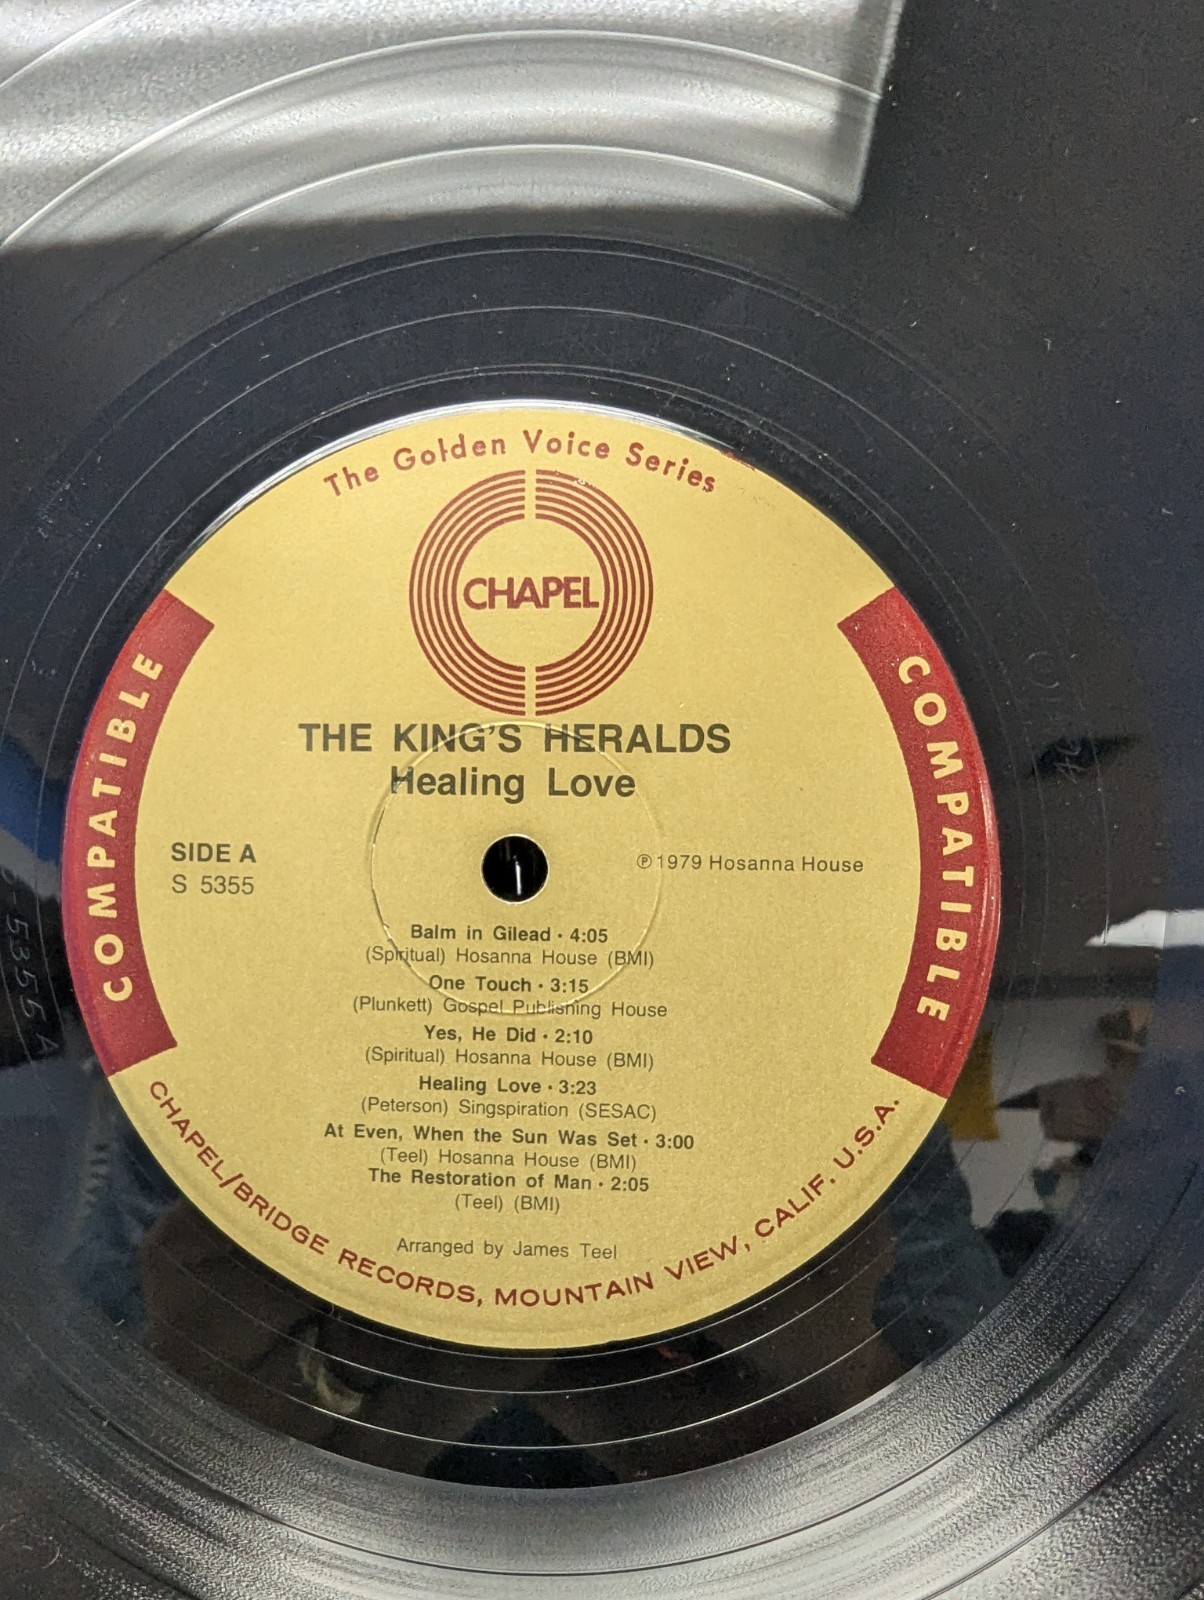 The Golden Voice Series
CHAPEL
THE KING'S HERALDS
Healing Love
COMPATIBLE
COMPATIBLE
SIDE A
S 5355
℗ 1979 Hosanna House
Balm in Gilead · 4:05
(Spiritual) Hosanna House (BMI)
One Touch · 3:15
(Plunkett) Gospel Publishing House
Yes, He Did · 2:10
(Spiritual) Hosanna House (BMI)
Healing Love · 3:23
(Peterson) Singspiration (SESAC)
At Even, When the Sun Was Set · 3:00
(Teel) Hosanna House (BMI)
The Restoration of Man · 2:05
(Teel) (BMI)
Arranged by James Teel
CHAPEL/BRIDGE RECORDS, MOUNTAIN VIEW, CALIF. U.S.A.
5355 A